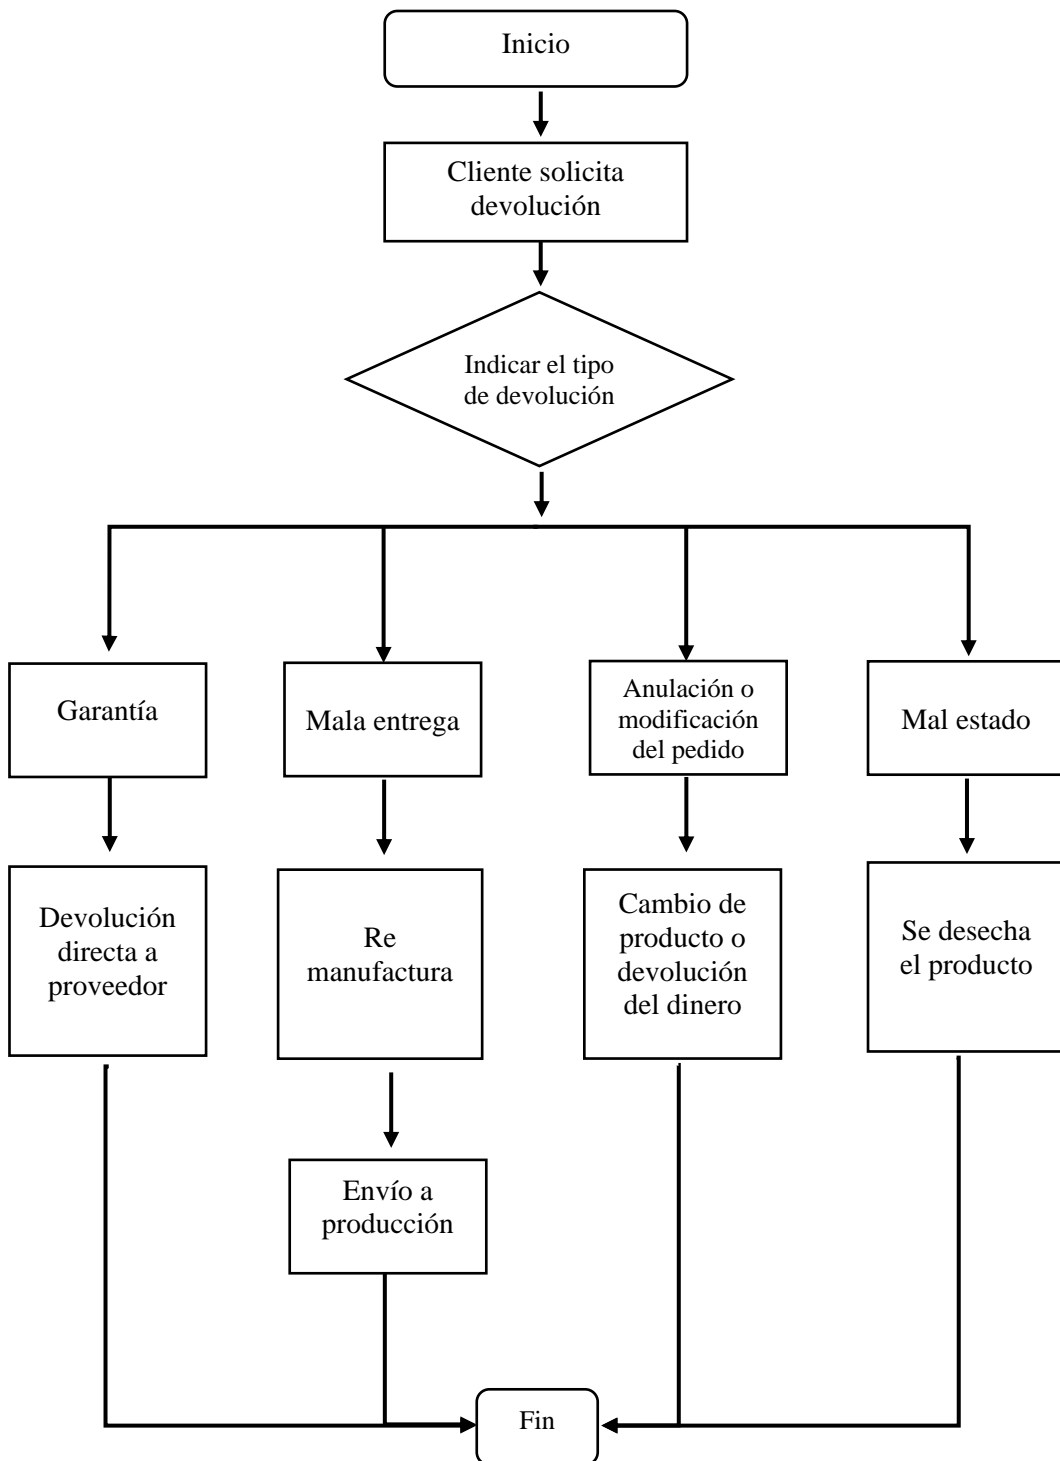 Inicio
Cliente solicita
devolución
Indicar el tipo
de devolución
Garantía
Mala entrega
Anulación o
modificación
del pedido
Mal estado
Devolución
directa a
proveedor
Re
manufactura
Cambio de
producto o
devolución
del dinero
Se desecha
el producto
Envío a
producción
Fin